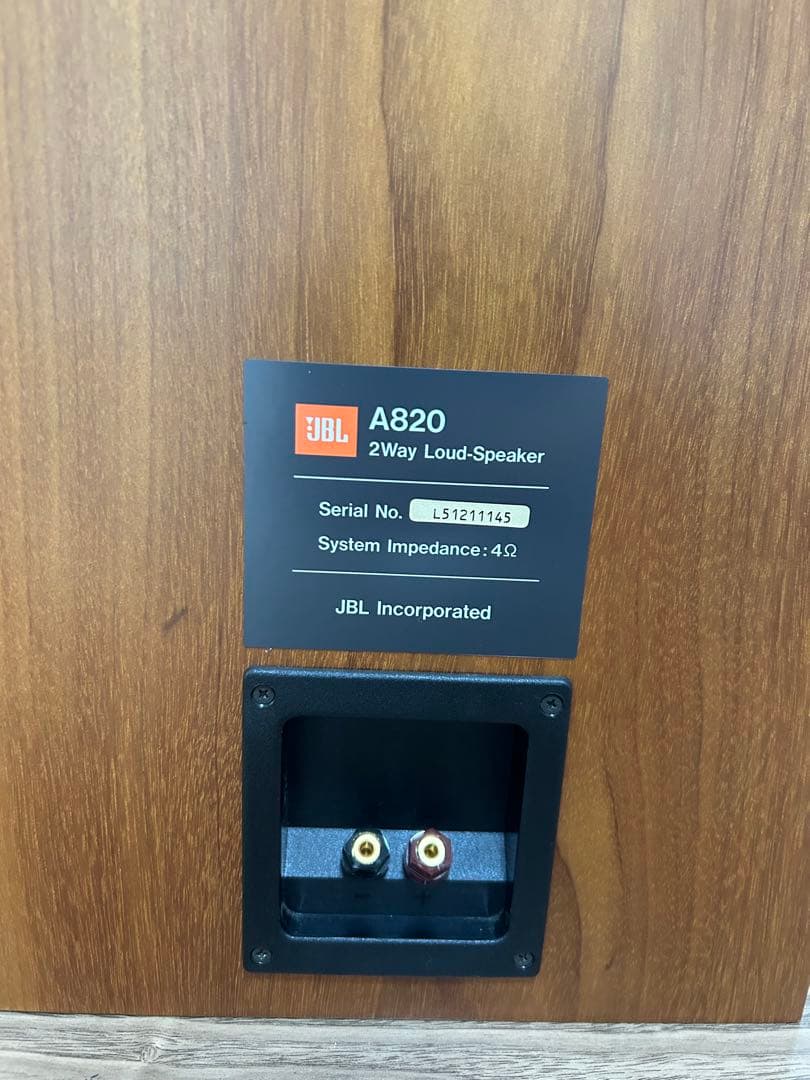 JBL A820
2Way Loud-Speaker
Serial No. L51211145
System Impedance: 4Ω
JBL Incorporated
- +